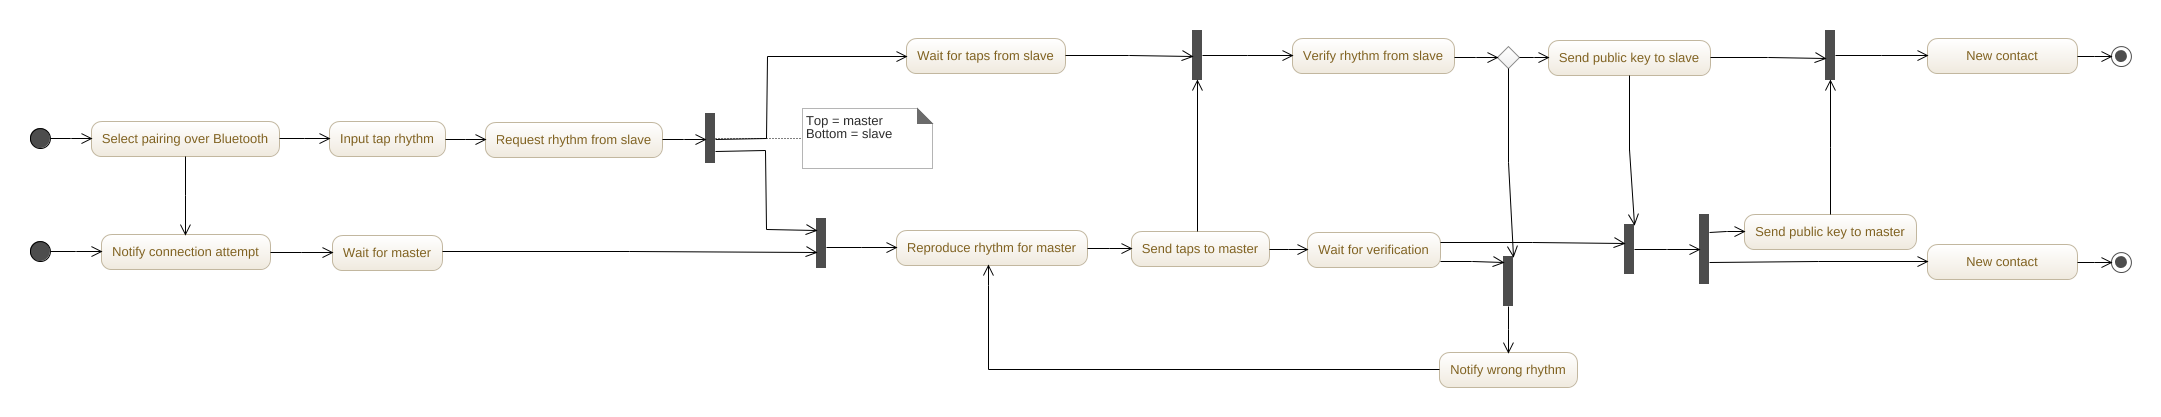 Wait for taps from slave
Verify rhythm from slave
Send public key to slave
New contact
Top = master
Bottom = slave
Select pairing over Bluetooth
Input tap rhythm
Request rhythm from slave
Notify connection attempt
Wait for master
Reproduce rhythm for master
Send taps to master
Wait for verification
Send public key to master
New contact
Notify wrong rhythm